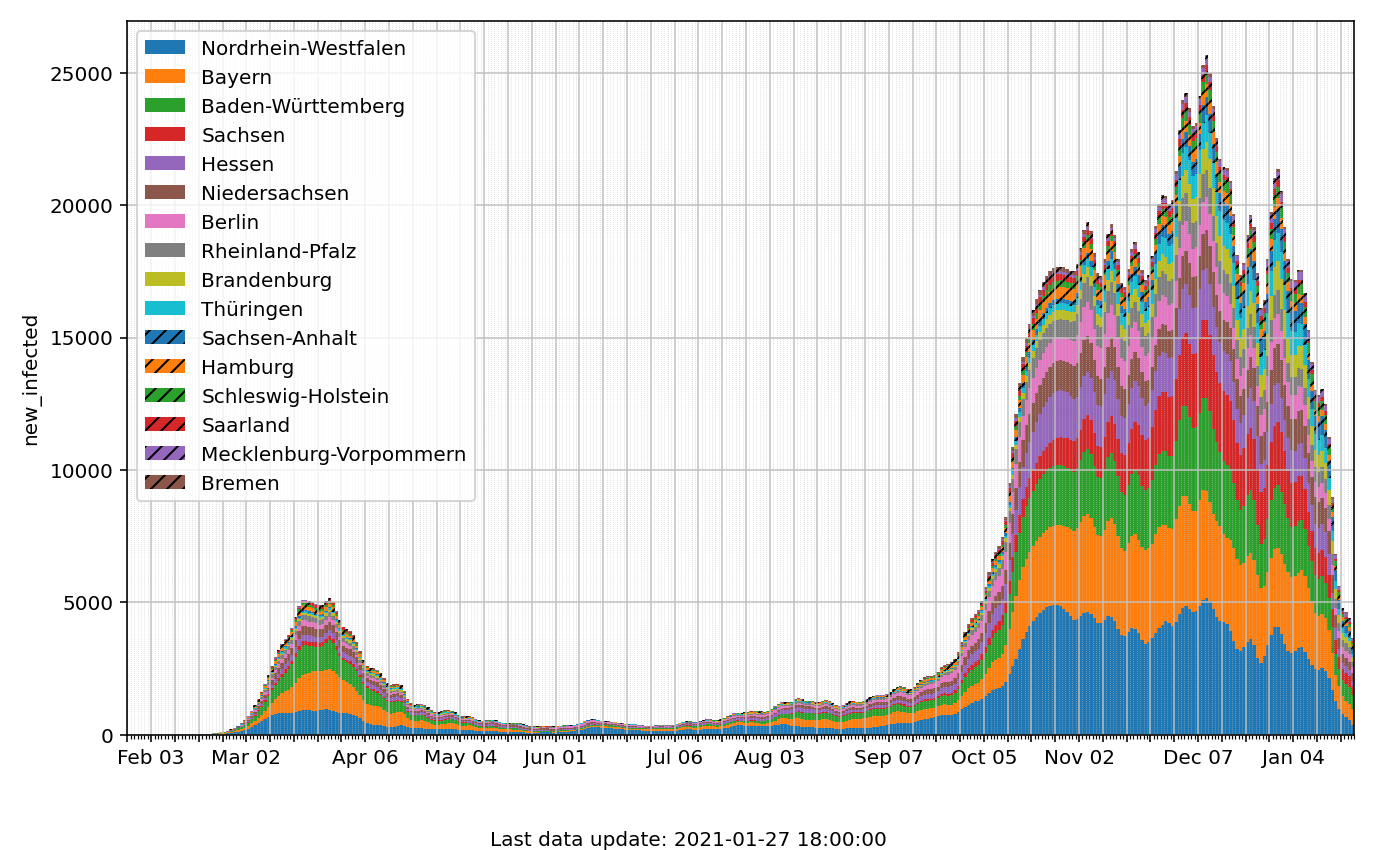 25000
20000
15000
10000
5000
0
new_infected
Nordrhein-Westfalen
Bayern
Baden-Württemberg
Sachsen
Hessen
Niedersachsen
Berlin
Rheinland-Pfalz
Brandenburg
Thüringen
Sachsen-Anhalt
Hamburg
Schleswig-Holstein
Saarland
Mecklenburg-Vorpommern
Bremen
Feb 03 Mar 02 Apr 06 May 04 Jun 01 Jul 06 Aug 03 Sep 07 Oct 05 Nov 02 Dec 07 Jan 04
Last data update: 2021-01-27 18:00:00